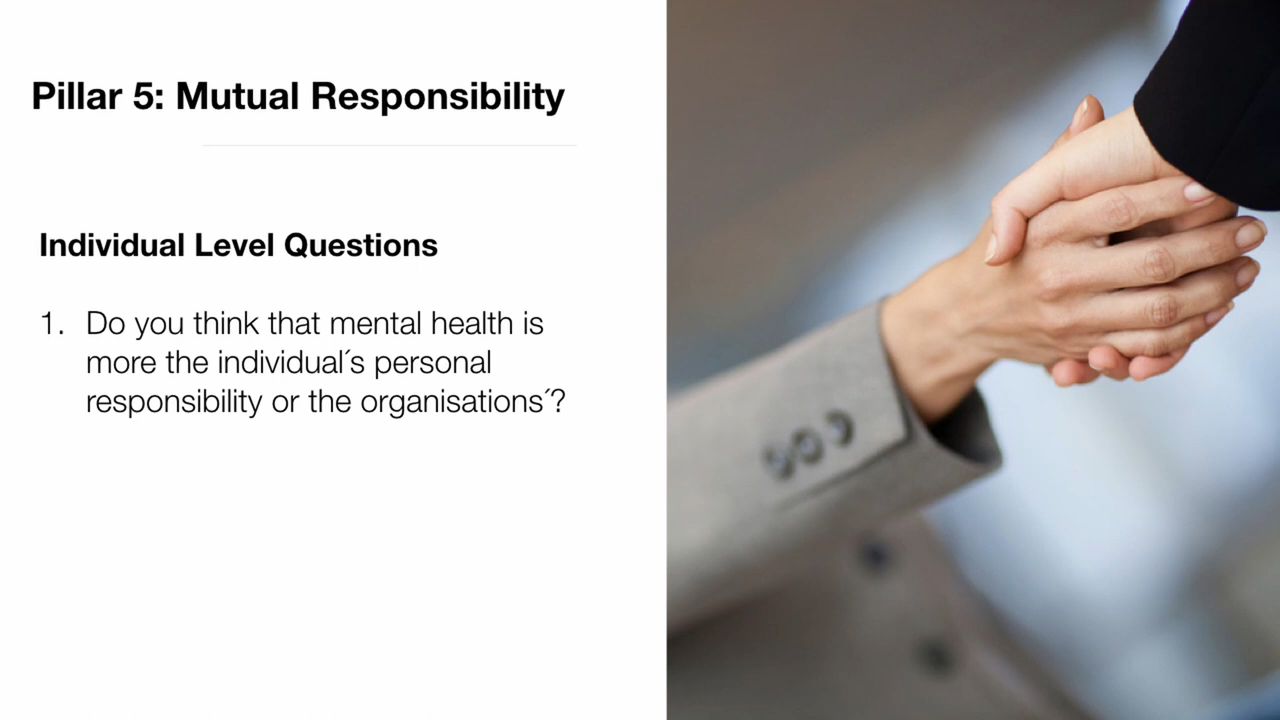 Pillar 5: Mutual Responsibility
Individual Level Questions
1. Do you think that mental health is
more the individual´s personal
responsibility or the organisations´?